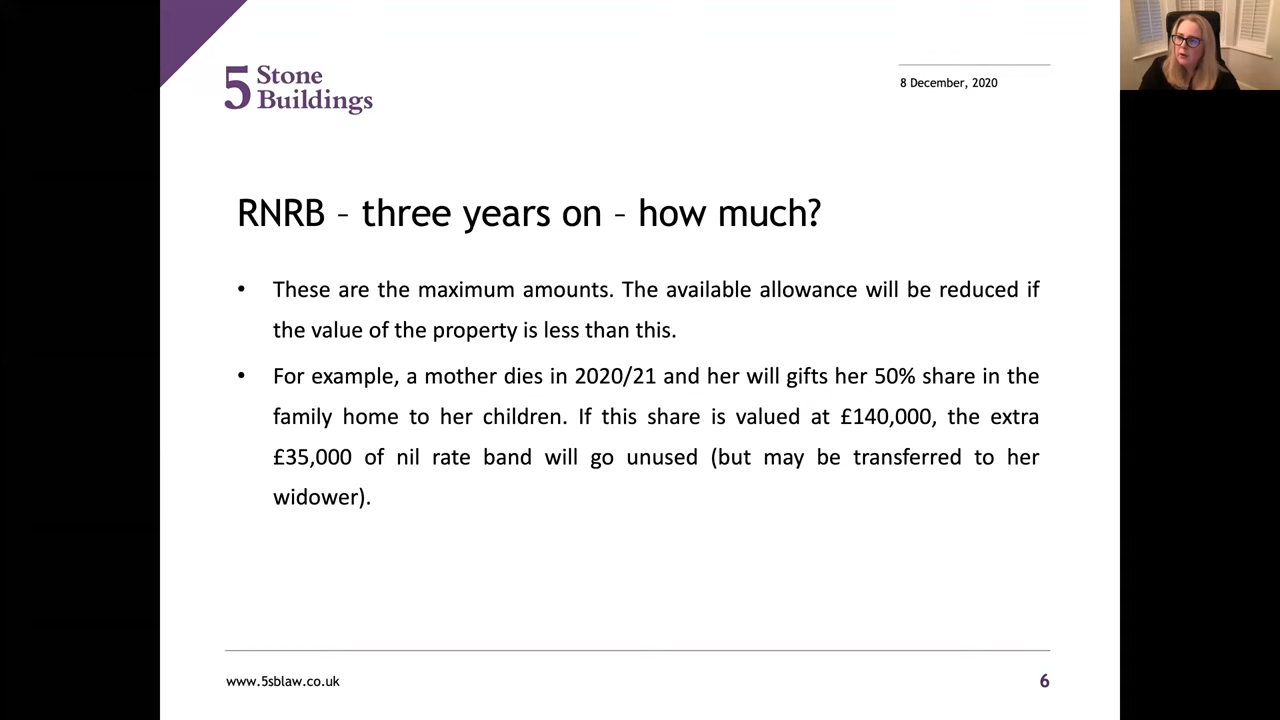 5 Stone
Buildings
8 December, 2020
RNRB – three years on – how much?
• These are the maximum amounts. The available allowance will be reduced if
the value of the property is less than this.
• For example, a mother dies in 2020/21 and her will gifts her 50% share in the
family home to her children. If this share is valued at £140,000, the extra
£35,000 of nil rate band will go unused (but may be transferred to her
widower).
www.5sblaw.co.uk
6